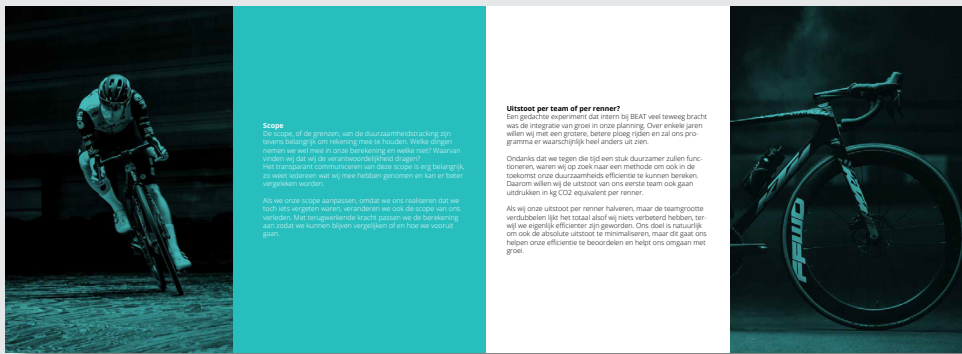 Scope
De scope, of de grenzen, van de duurzaamheidstracking zijn
tevens belangrijk om rekening mee te houden. Welke dingen
nemen we wel mee in onze berekening en welke niet? Waarvan
vinden wij dat wij de verantwoordelijkheid dragen?
Het transparant communiceren van deze scope is erg belangrijk,
zo weet iedereen wat wij mee hebben genomen en kan er beter
vergeleken worden.
Als we onze scope aanpassen, omdat we ons realiseren dat we
toch iets vergeten waren, veranderen we ook de scope van ons
verleden. Met terugwerkende kracht passen we de berekening
aan zodat we kunnen blijven vergelijken of en hoe we vooruit
gaan.
Uitstoot per team of per renner?
Een gedachte experiment dat intern bij BEAT veel teweeg bracht
was de integratie van groei in onze planning. Over enkele jaren
willen wij met een grotere, betere ploeg rijden en zal ons pro-
gramma er waarschijnlijk heel anders uit zien.
Ondanks dat we tegen die tijd een stuk duurzamer zullen func-
tioneren, waren wij op zoek naar een methode om ook in de
toekomst onze duurzaamheids efficientie te kunnen bereken.
Daarom willen wij de uitstoot van ons eerste team ook gaan
uitdrukken in kg CO2 equivalent per renner.
Als wij onze uitstoot per renner halveren, maar de teamgrootte
verdubbelen lijkt het totaal alsof wij niets verbeterd hebben, ter-
wijl we eigenlijk efficienter zijn geworden. Ons doel is natuurlijk
om ook de absolute uitstoot te minimaliseren, maar dit gaat ons
helpen onze efficientie te beoordelen en helpt ons omgaan met
groei.
FFWD